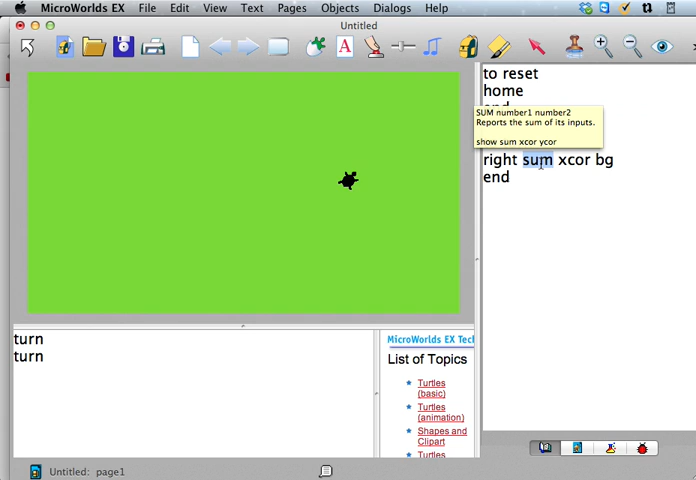 MicroWorlds EX File Edit View Text Pages Objects Dialogs Help
Untitled
to reset
home
end
SUM number1 number2
Reports the sum of its inputs.
show sum xcor ycor
right sum xcor bg
end
turn
turn
MicroWorlds EX Tech
List of Topics
Turtles
(basic)
Turtles
(animation)
Shapes and
Clipart
Turtles
Untitled: page1